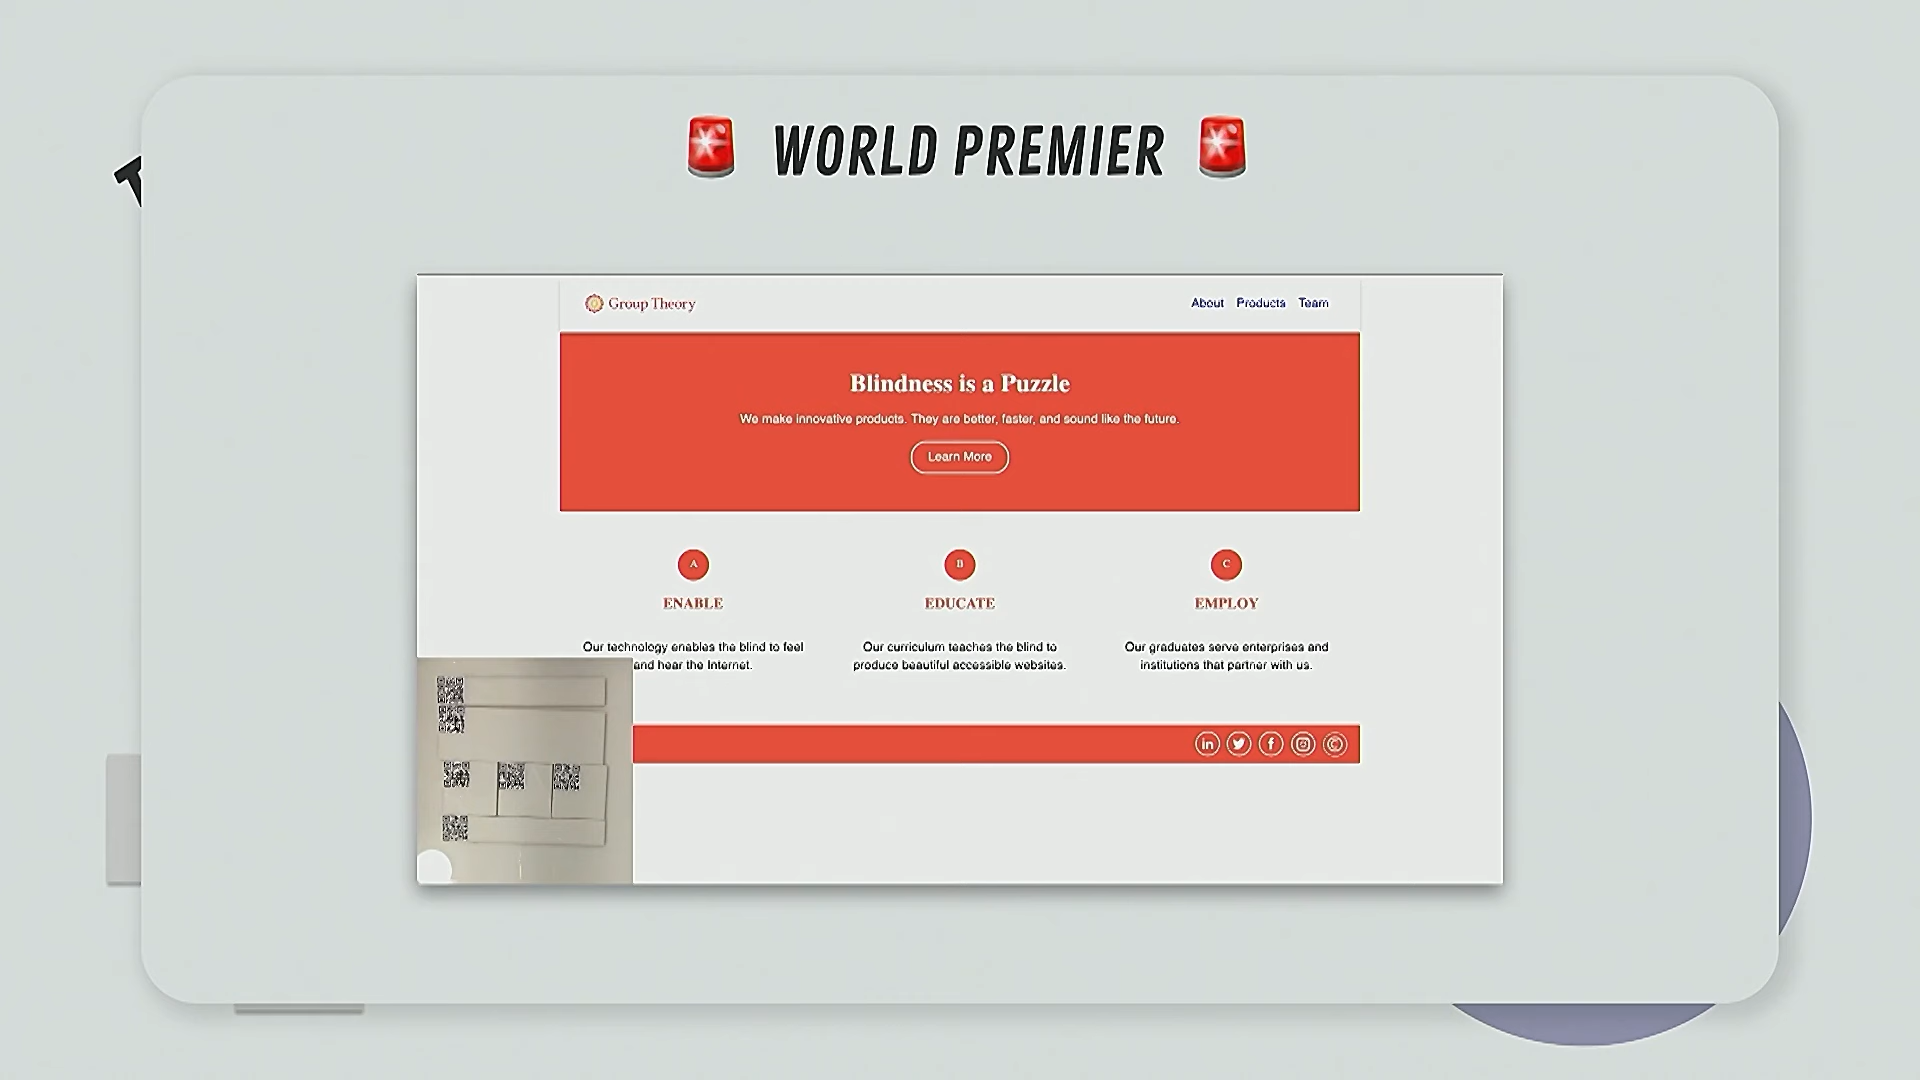 WORLD PREMIER
Group Theory
About Products Team
Blindness is a Puzzle
We make innovative products. They are better, faster, and sound like the future.
Learn More
A
B
C
ENABLE
EDUCATE
EMPLOY
Our technology enables the blind to feel
and hear the Internet.
Our curriculum teaches the blind to
produce beautiful accessible websites.
Our graduates serve enterprises and
institutions that partner with us.